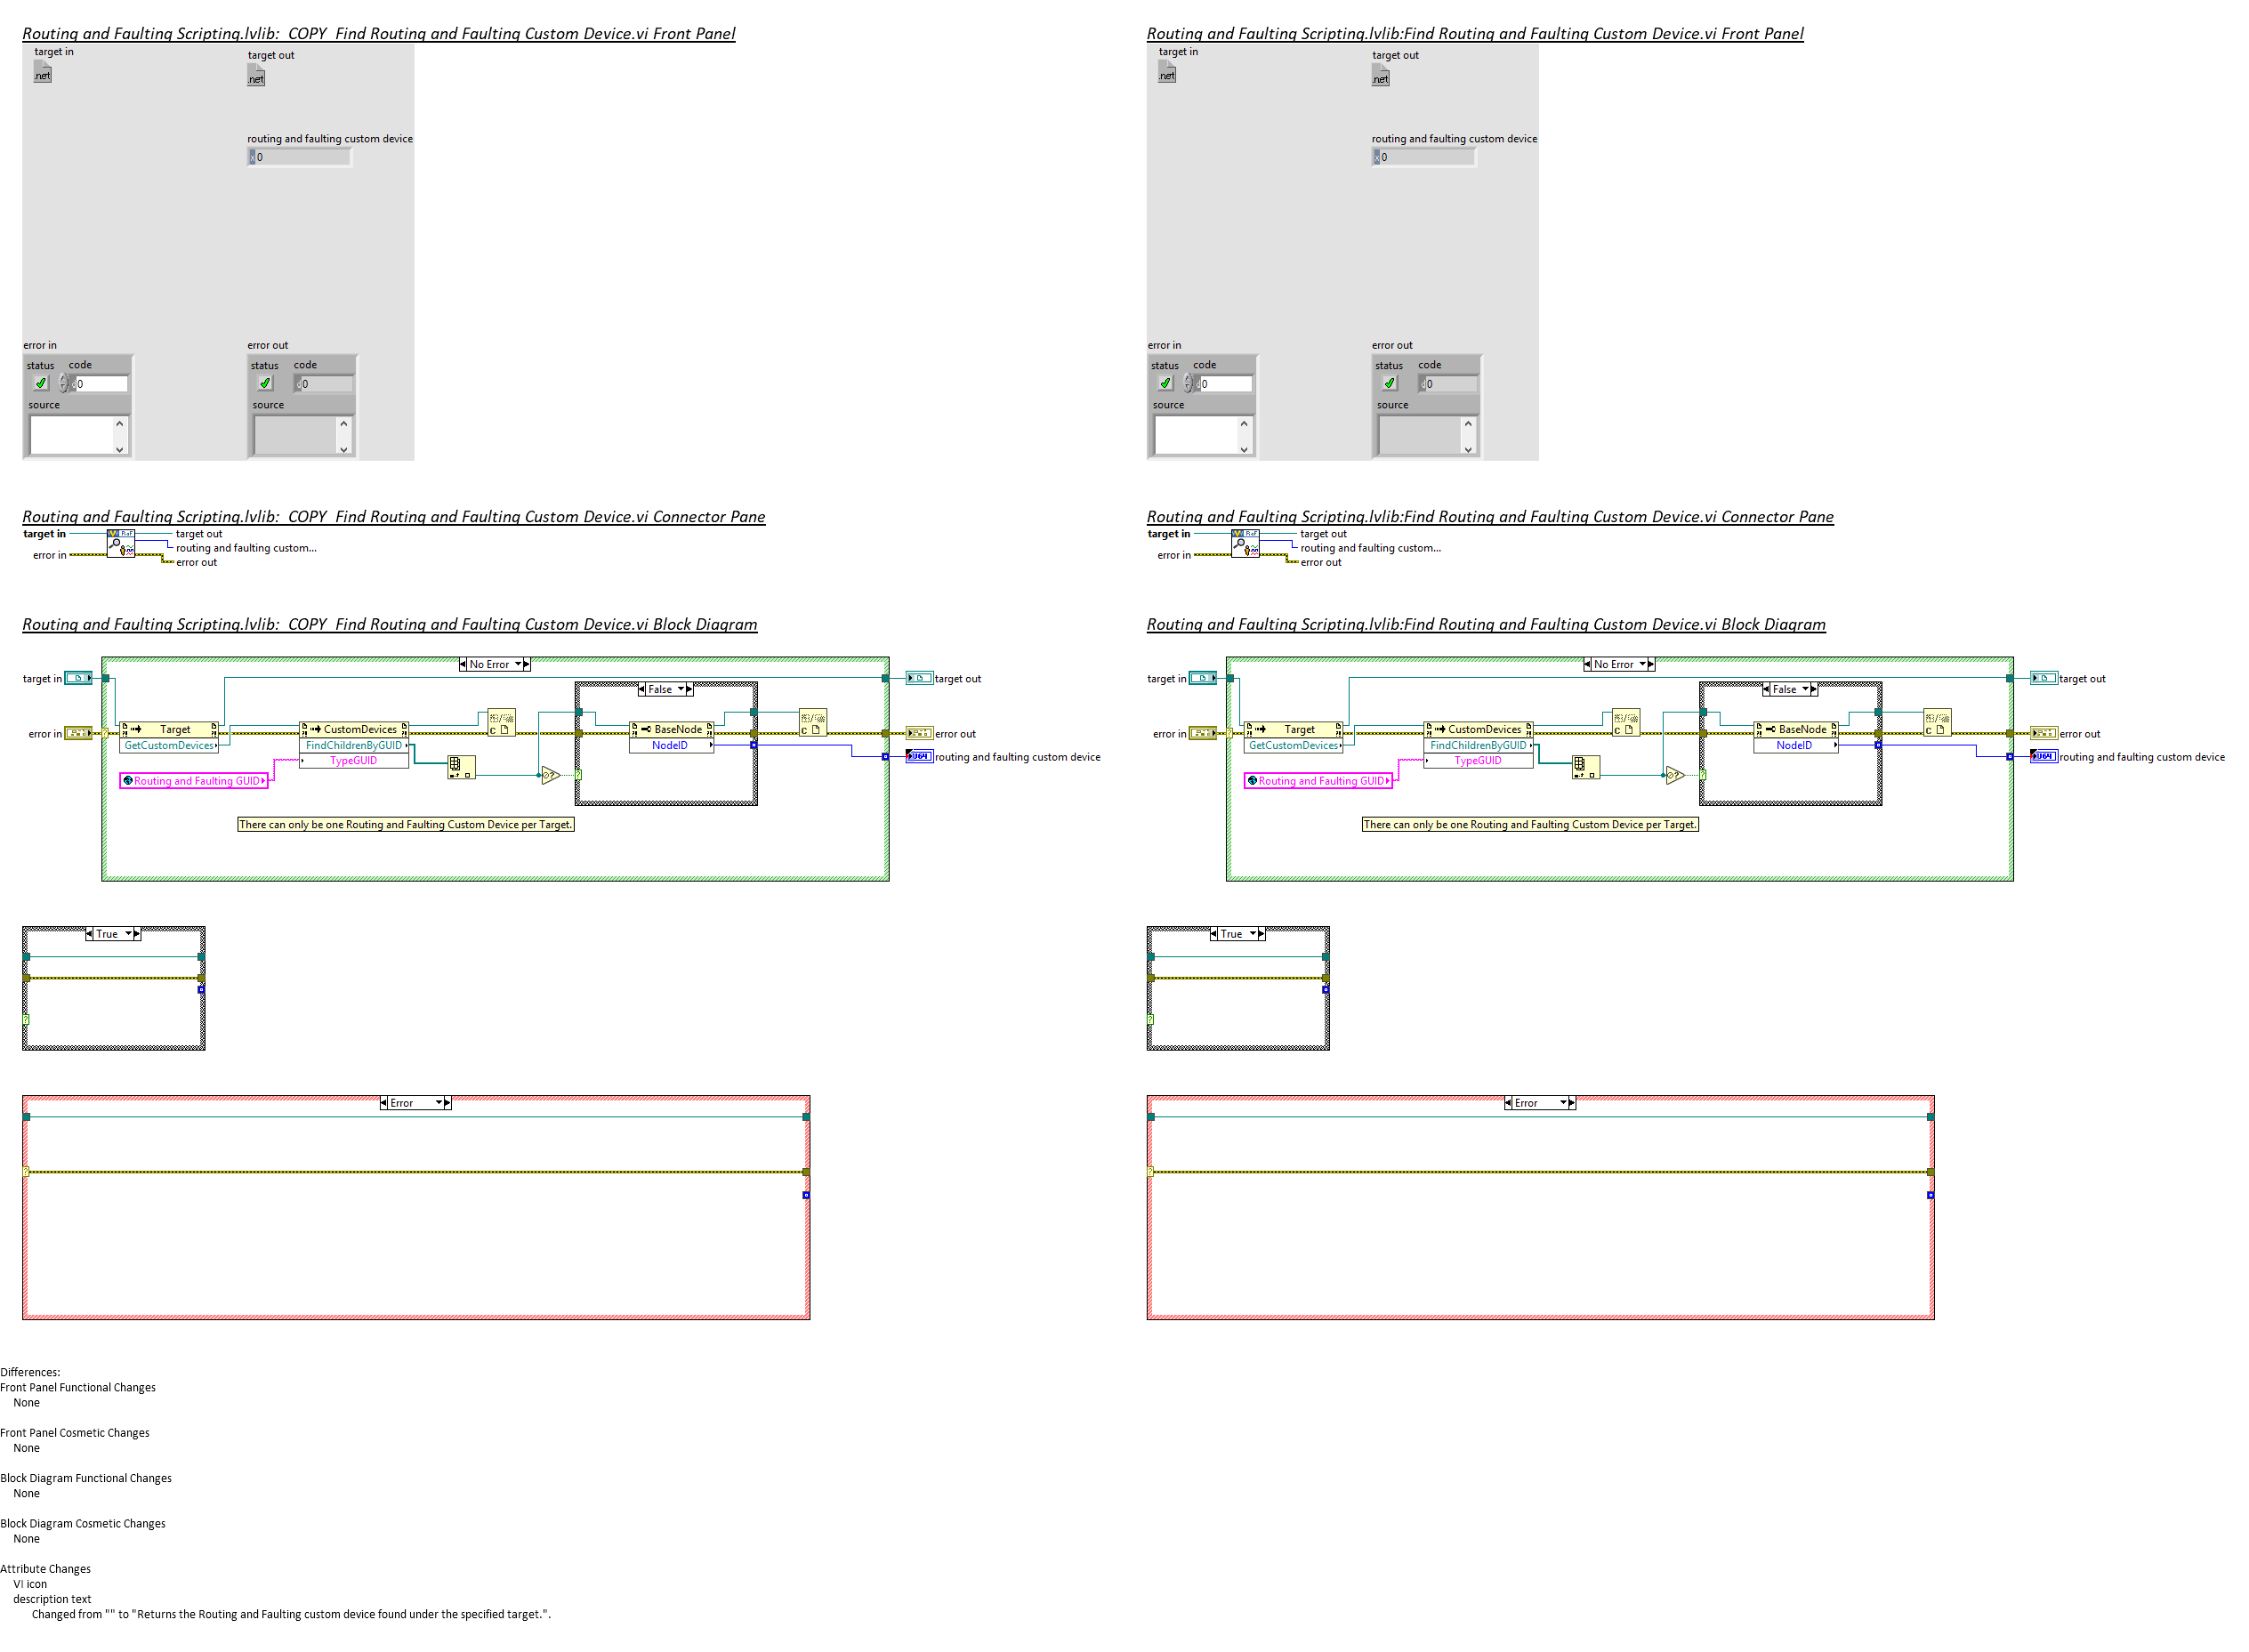 Routing and Faulting Scripting.lvlib:  COPY  Find Routing and Faulting Custom Device.vi Front Panel
target in
.net
target out
.net
routing and faulting custom device
x 0
error in
status
code
d 0
source
error out
status
code
d 0
source
Routing and Faulting Scripting.lvlib:  COPY  Find Routing and Faulting Custom Device.vi Connector Pane
target in
error in
RaF
target out
routing and faulting custom...
error out
Routing and Faulting Scripting.lvlib:  COPY  Find Routing and Faulting Custom Device.vi Block Diagram
No Error
target in
target out
False
error in
Target
GetCustomDevices
CustomDevices
FindChildrenByGUID
TypeGUID
C
BaseNode
NodeID
C
error out
U64
routing and faulting custom device
Routing and Faulting GUID
There can only be one Routing and Faulting Custom Device per Target.
True
Error
Routing and Faulting Scripting.lvlib:Find Routing and Faulting Custom Device.vi Front Panel
target in
.net
target out
.net
routing and faulting custom device
x 0
error in
status
code
d 0
source
error out
status
code
d 0
source
Routing and Faulting Scripting.lvlib:Find Routing and Faulting Custom Device.vi Connector Pane
target in
error in
RaF
target out
routing and faulting custom...
error out
Routing and Faulting Scripting.lvlib:Find Routing and Faulting Custom Device.vi Block Diagram
No Error
target in
target out
False
error in
Target
GetCustomDevices
CustomDevices
FindChildrenByGUID
TypeGUID
C
BaseNode
NodeID
C
error out
U64
routing and faulting custom device
Routing and Faulting GUID
There can only be one Routing and Faulting Custom Device per Target.
True
Error
Differences:
Front Panel Functional Changes
None
Front Panel Cosmetic Changes
None
Block Diagram Functional Changes
None
Block Diagram Cosmetic Changes
None
Attribute Changes
VI icon
description text
Changed from "" to "Returns the Routing and Faulting custom device found under the specified target.".